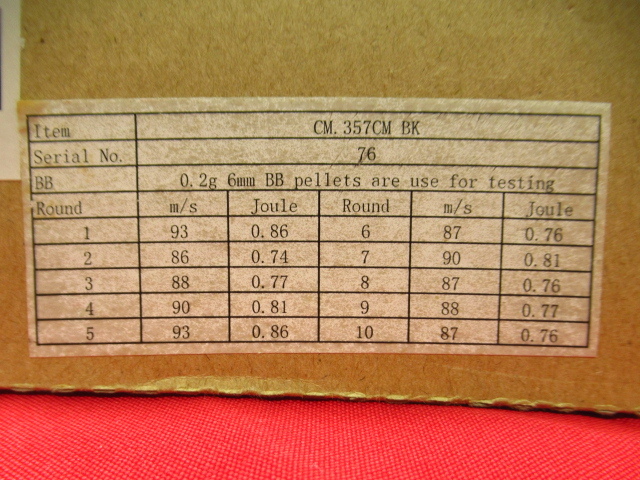 Item CM.357CM BK
Serial No. 76
BB 0.2g 6mm BB pellets are use for testing
Round m/s Joule Round m/s Joule
1 93 0.86 6 87 0.76
2 86 0.74 7 90 0.81
3 88 0.77 8 87 0.76
4 90 0.81 9 88 0.77
5 93 0.86 10 87 0.76